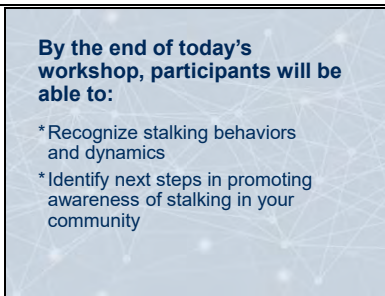 By the end of today's
workshop, participants will be
able to:
* Recognize stalking behaviors
and dynamics
* Identify next steps in promoting
awareness of stalking in your
community